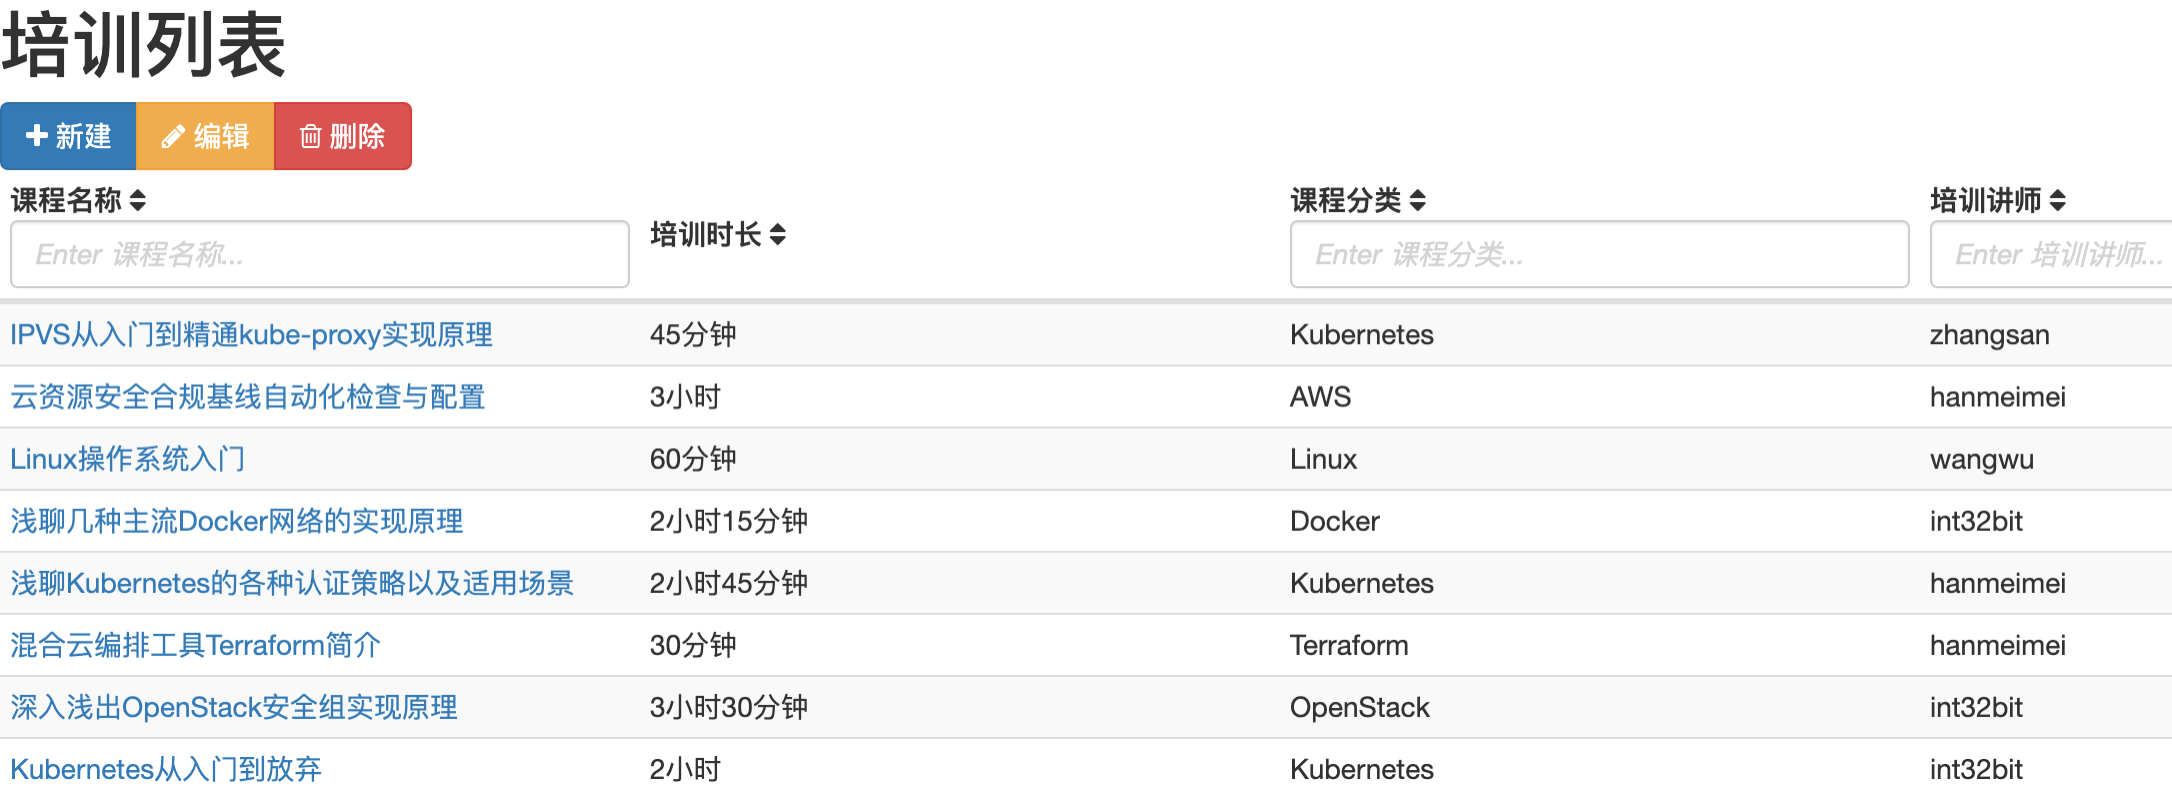 培训列表
新建 编辑 删除
课程名称 培训时长 课程分类 培训讲师
Enter 课程名称... Enter 课程分类... Enter 培训讲师...
IPVS从入门到精通kube-proxy实现原理 45分钟 Kubernetes zhangsan
云资源安全合规基线自动化检查与配置 3小时 AWS hanmeimei
Linux操作系统入门 60分钟 Linux wangwu
浅聊几种主流Docker网络的实现原理 2小时15分钟 Docker int32bit
浅聊Kubernetes的各种认证策略以及适用场景 2小时45分钟 Kubernetes hanmeimei
混合云编排工具Terraform简介 30分钟 Terraform hanmeimei
深入浅出OpenStack安全组实现原理 3小时30分钟 OpenStack int32bit
Kubernetes从入门到放弃 2小时 Kubernetes int32bit